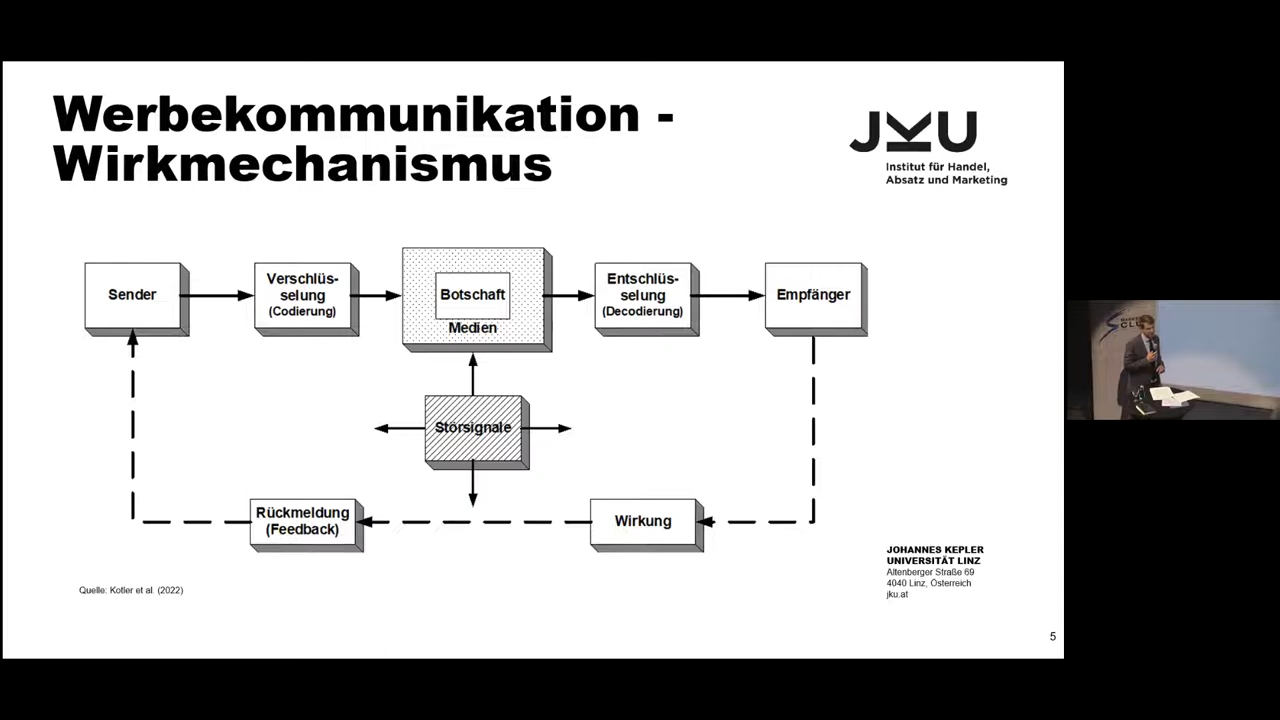 Werbekommunikation -
Wirkmechanismus
JKU
Institut für Handel,
Absatz und Marketing
Sender
Verschlüs-
selung
(Codierung)
Botschaft
Medien
Entschlüs-
selung
(Decodierung)
Empfänger
Störsignale
Rückmeldung
(Feedback)
Wirkung
JOHANNES KEPLER
UNIVERSITÄT LINZ
Altenberger Straße 69
4040 Linz, Österreich
jku.at
Quelle: Kotler et al. (2022)
5